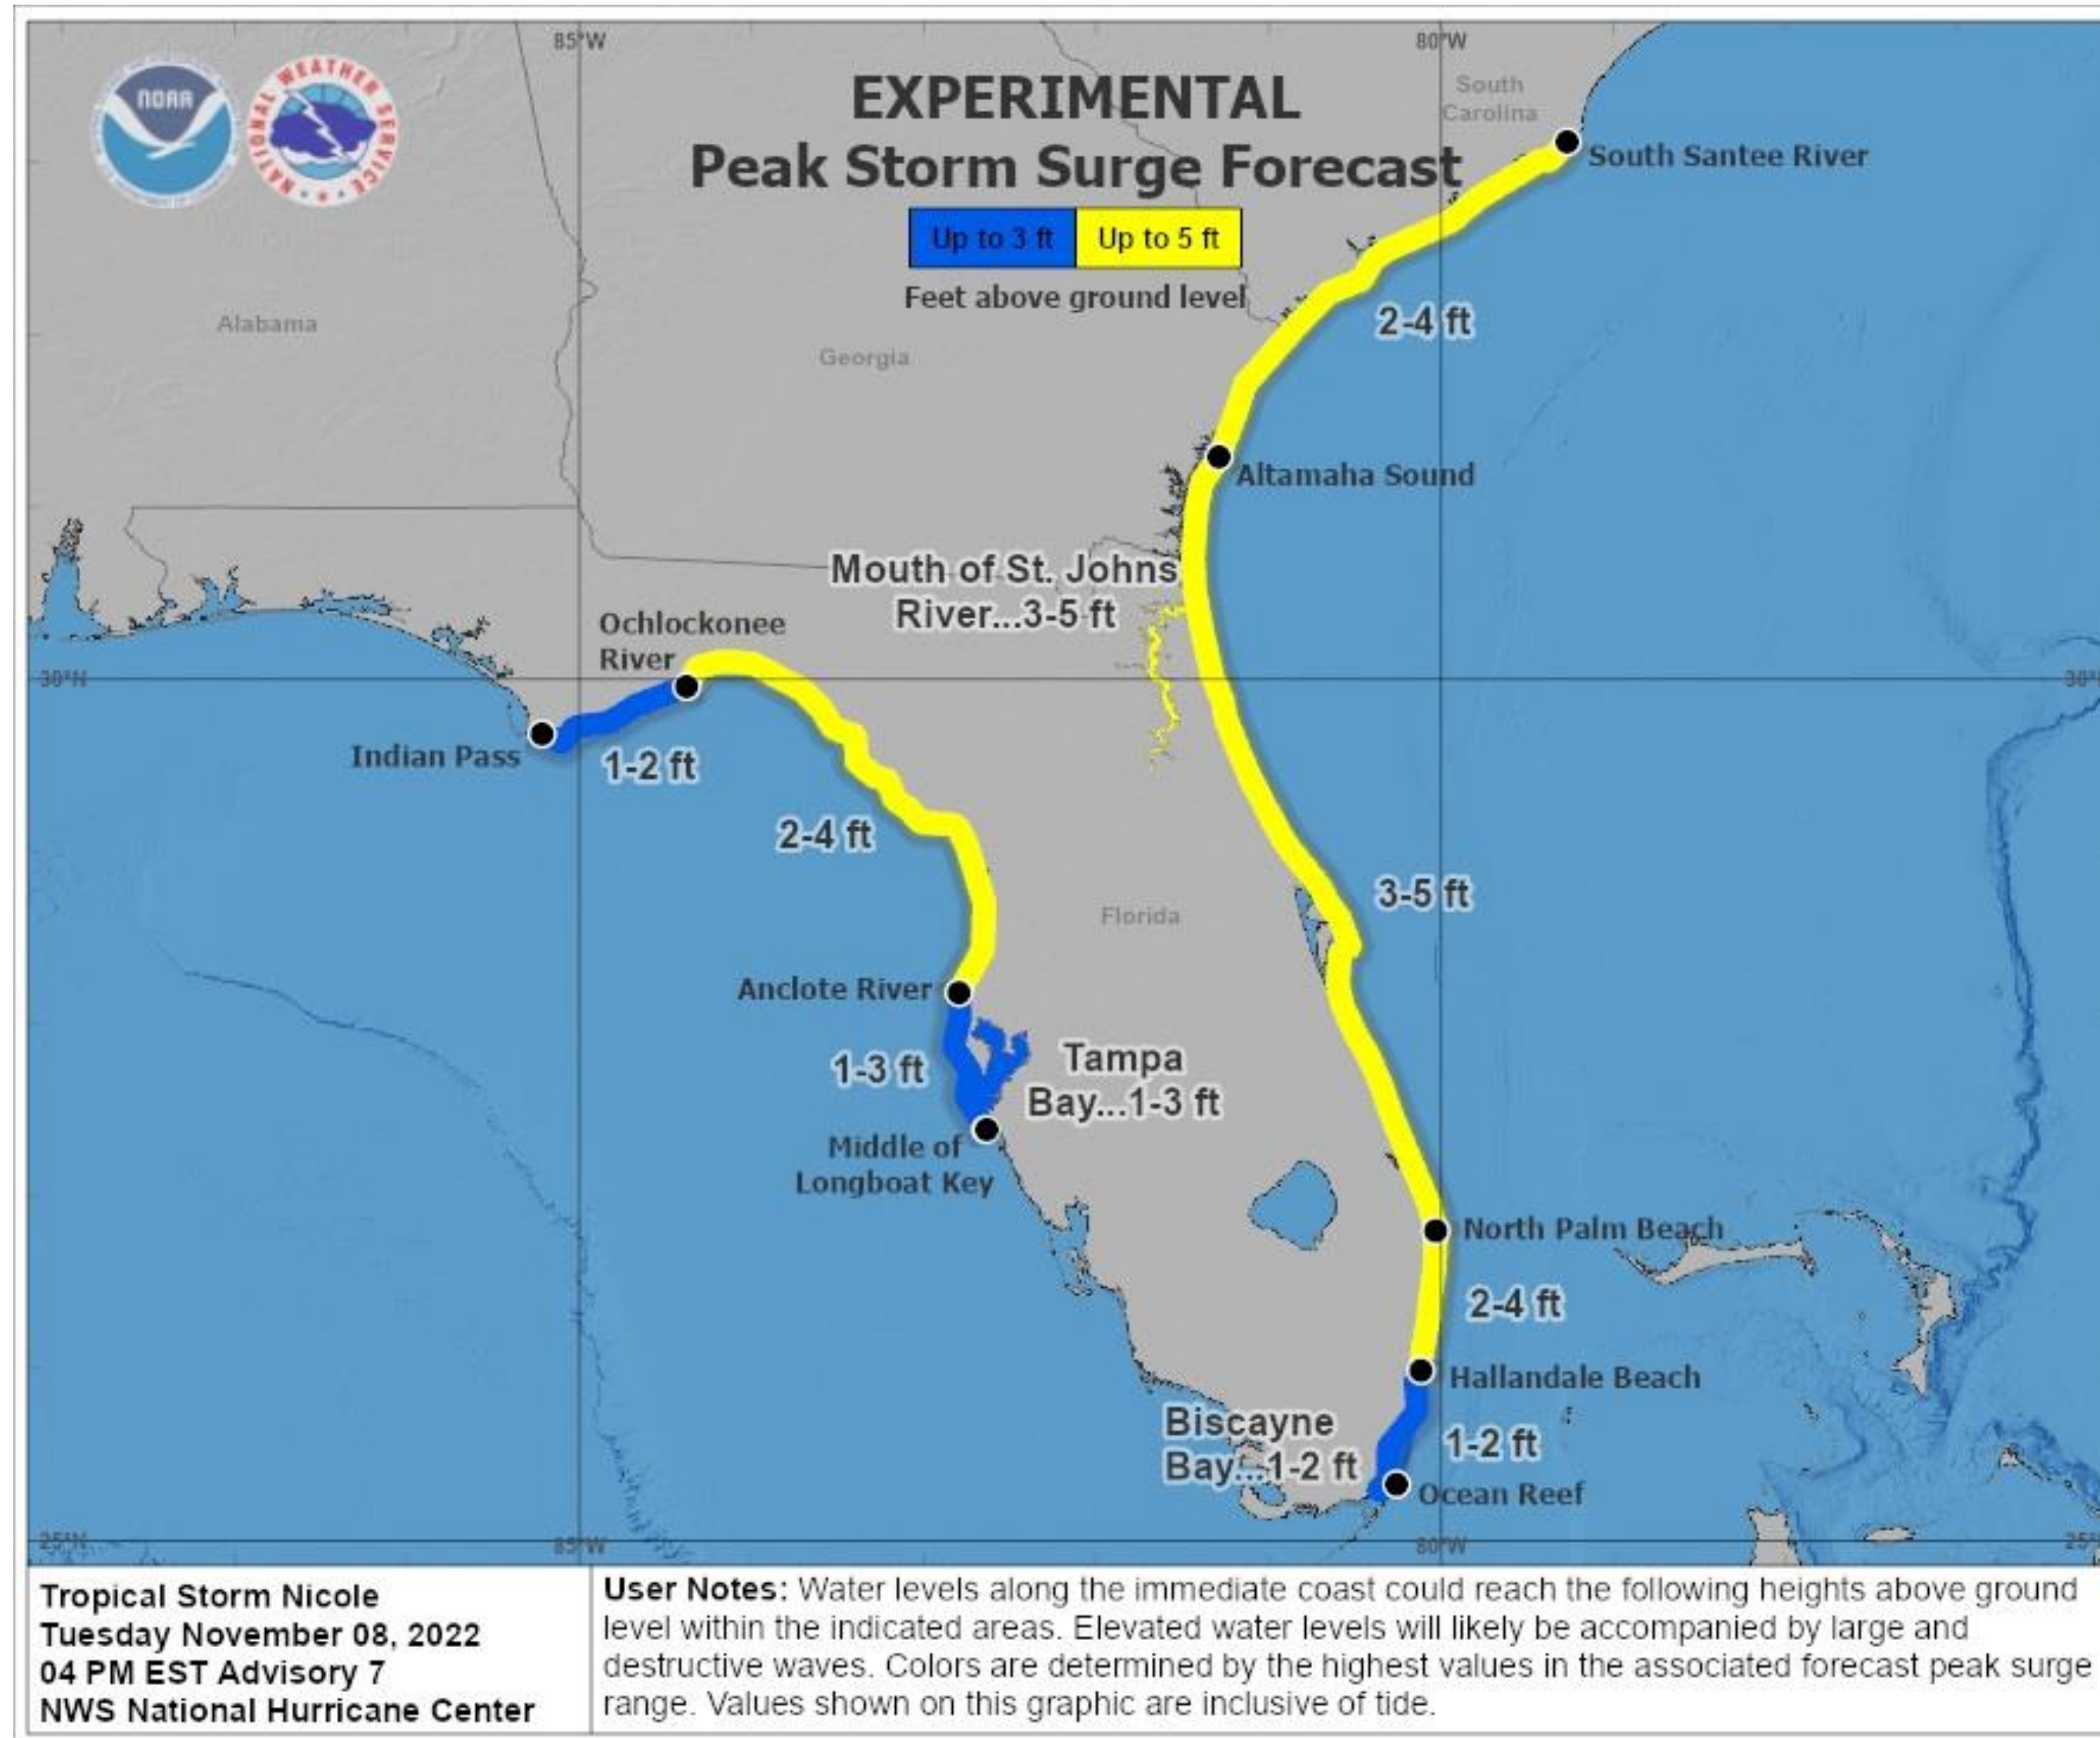 85°W
80°W
NOAA
NATIONAL WEATHER SERVICE
EXPERIMENTAL
Peak Storm Surge Forecast
Up to 3 ft
Up to 5 ft
Feet above ground level
South
Carolina
South Santee River
Alabama
Georgia
2-4 ft
Altamaha Sound
Mouth of St. Johns
River...3-5 ft
Ochlockonee
River
30°N
Indian Pass
1-2 ft
2-4 ft
3-5 ft
Florida
Anclote River
1-3 ft
Tampa
Bay...1-3 ft
Middle of
Longboat Key
North Palm Beach
2-4 ft
Hallandale Beach
Biscayne
Bay...1-2 ft
1-2 ft
Ocean Reef
25°N
85°W
80°W
Tropical Storm Nicole
Tuesday November 08, 2022
04 PM EST Advisory 7
NWS National Hurricane Center
User Notes: Water levels along the immediate coast could reach the following heights above ground
level within the indicated areas. Elevated water levels will likely be accompanied by large and
destructive waves. Colors are determined by the highest values in the associated forecast peak surge
range. Values shown on this graphic are inclusive of tide.